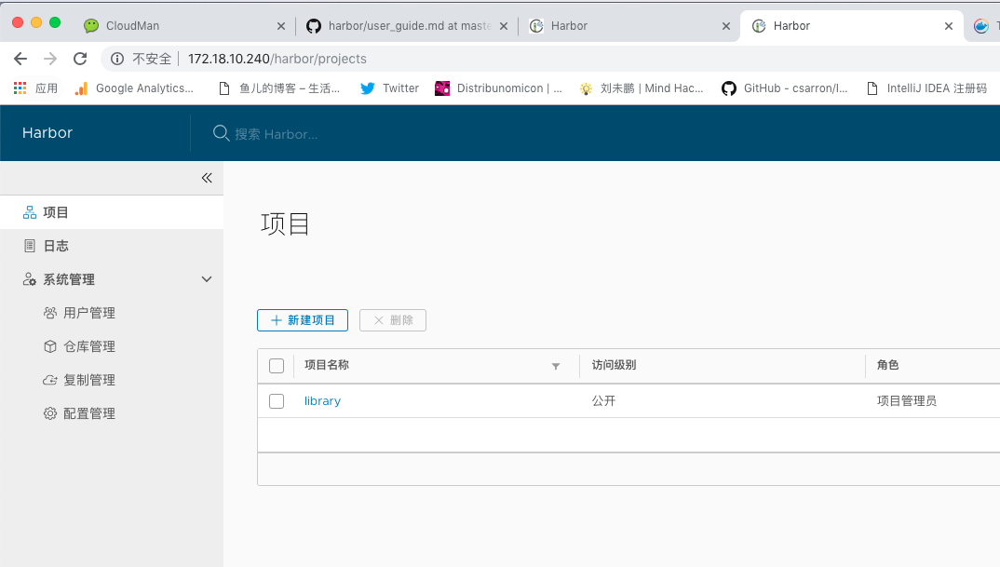 CloudMan
harbor/user_guide.md at maste
Harbor
Harbor
不安全 172.18.10.240/harbor/projects
应用
Google Analytics...
鱼儿的博客 – 生活...
Twitter
Distribunomicon | ...
刘未鹏 | Mind Hac...
GitHub - csarron/I...
IntelliJ IDEA 注册码
Harbor
搜索 Harbor...
项目
日志
系统管理
用户管理
仓库管理
复制管理
配置管理
项目
新建项目
删除
项目名称 访问级别 角色
library 公开 项目管理员